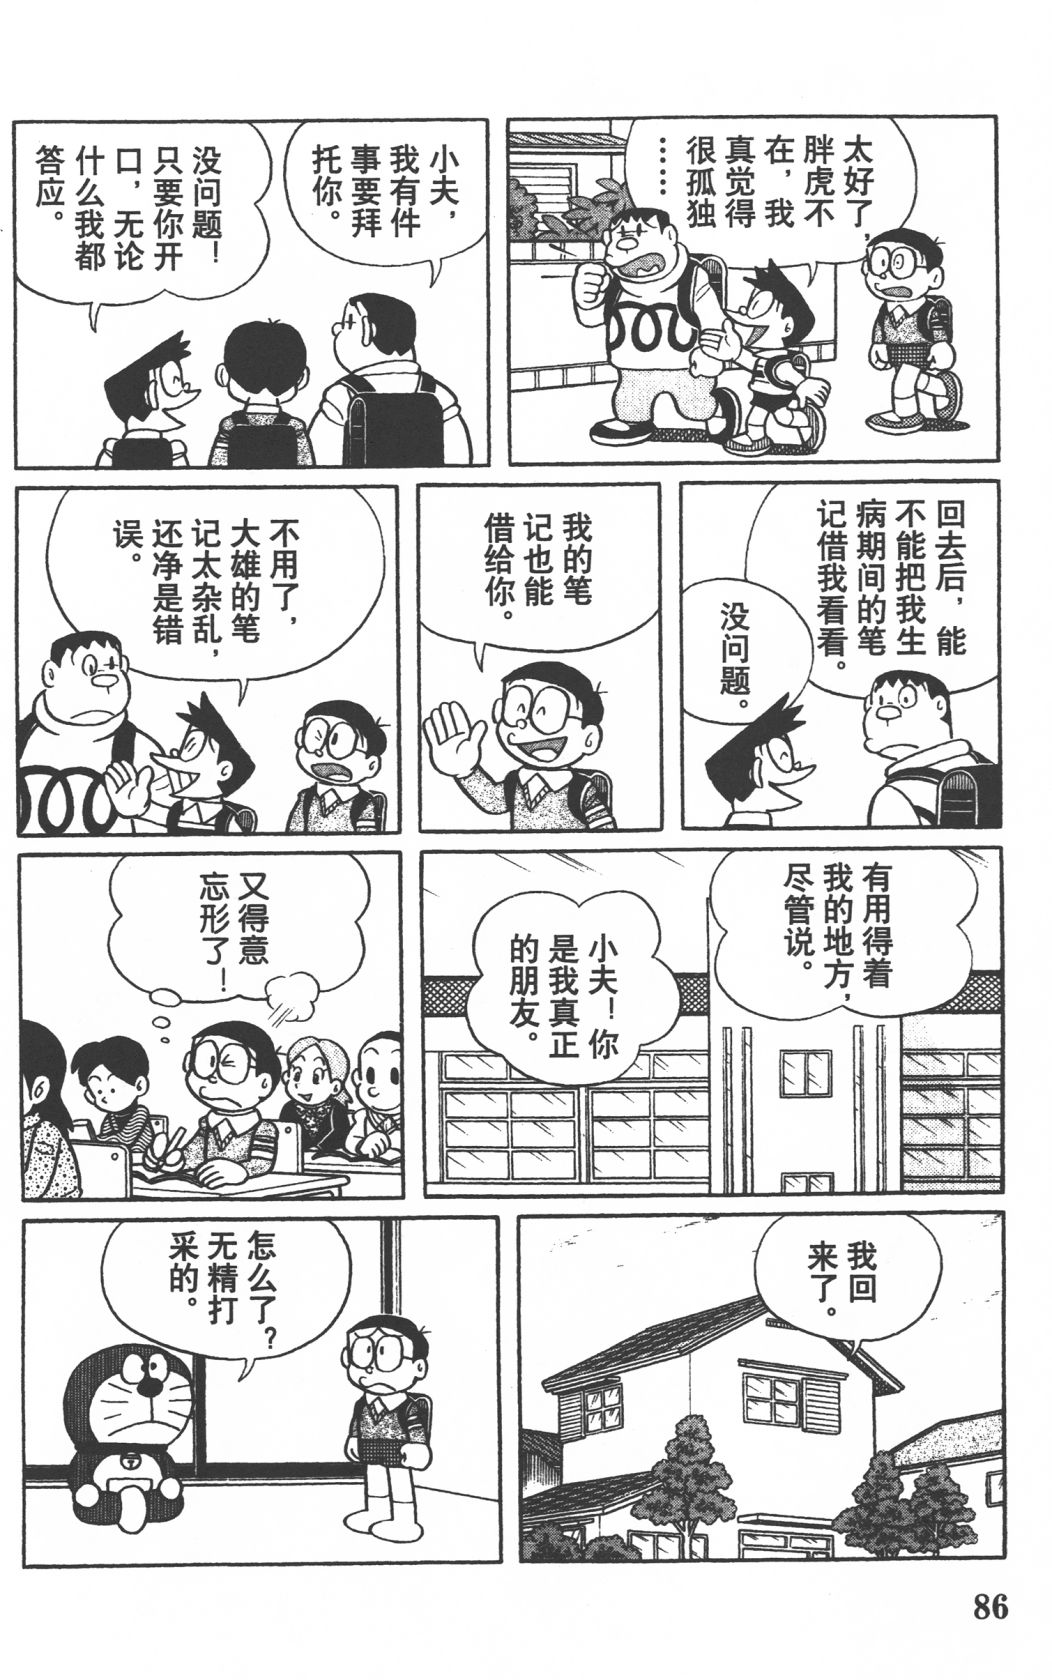 太好了，
胖虎不
在，我
真觉得
很孤独
……
小夫，
我有件
事要拜
托你。
没问题！
只要你开
口，无论
什么我都
答应。
回去后，能
不能把我生
病期间的笔
记借我看看。
没问题。
我的笔
记也能
借给你。
不用了，
大雄的笔
记太杂乱，
还净是错
误。
有用得着
我的地方，
尽管说。
小夫！你
是我真正
的朋友。
又得意
忘形了！
我回
来了。
怎么了？
无精打
采的。
86